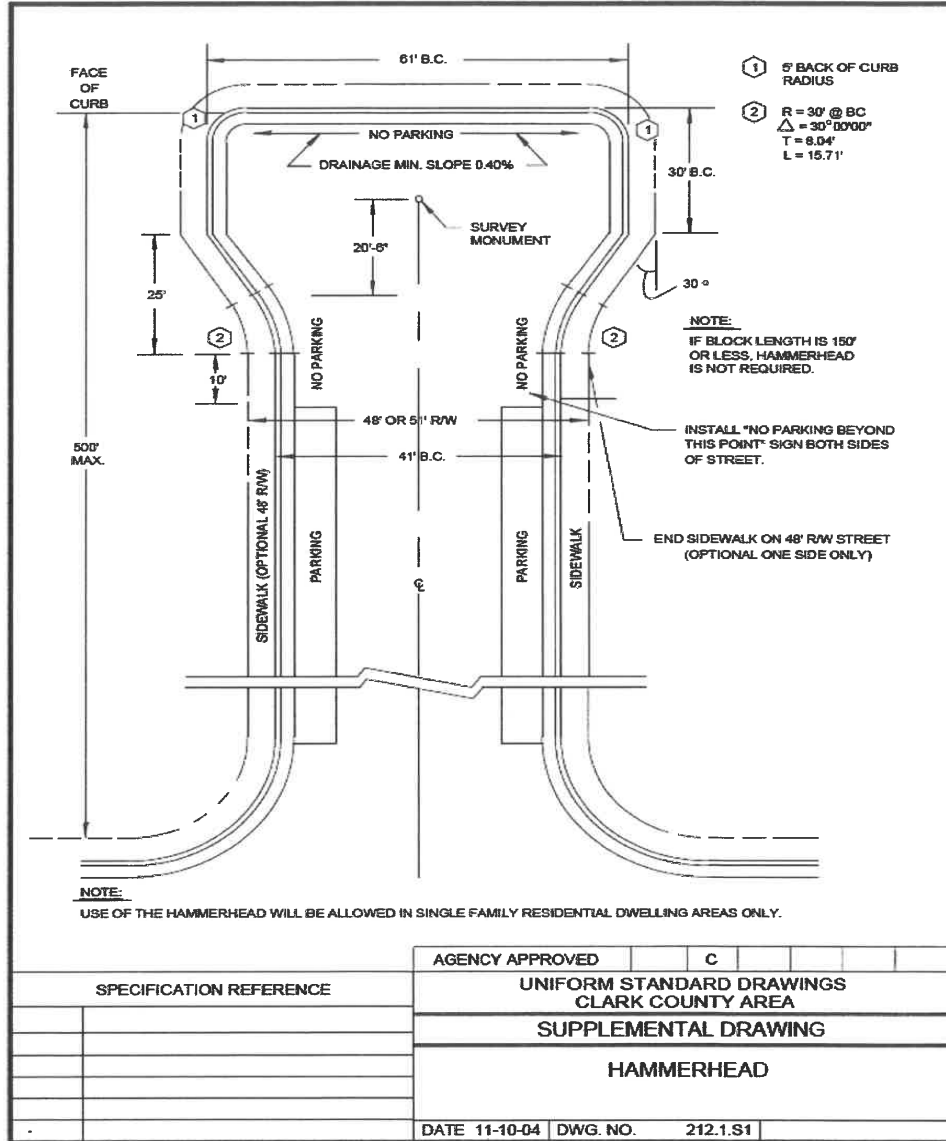 61' B.C.
FACE
OF
CURB
1
5' BACK OF CURB
RADIUS
2
R = 30' @ BC
△ = 30°00'00"
T = 8.04'
L = 15.71'
1
1
NO PARKING
DRAINAGE MIN. SLOPE 0.40%
30' B.C.
SURVEY
MONUMENT
20'-6"
25'
30°
2
2
NOTE:
IF BLOCK LENGTH IS 150'
OR LESS, HAMMERHEAD
IS NOT REQUIRED.
NO PARKING
NO PARKING
10'
48' OR 51' R/W
INSTALL "NO PARKING BEYOND
THIS POINT" SIGN BOTH SIDES
OF STREET.
500'
MAX.
41' B.C.
SIDEWALK (OPTIONAL 48' R/W)
PARKING
PARKING
SIDEWALK
END SIDEWALK ON 48' R/W STREET
(OPTIONAL ONE SIDE ONLY)
℄
NOTE:
USE OF THE HAMMERHEAD WILL BE ALLOWED IN SINGLE FAMILY RESIDENTIAL DWELLING AREAS ONLY.
AGENCY APPROVED C
SPECIFICATION REFERENCE
UNIFORM STANDARD DRAWINGS
CLARK COUNTY AREA
SUPPLEMENTAL DRAWING
HAMMERHEAD
DATE 11-10-04 DWG. NO. 212.1.S1